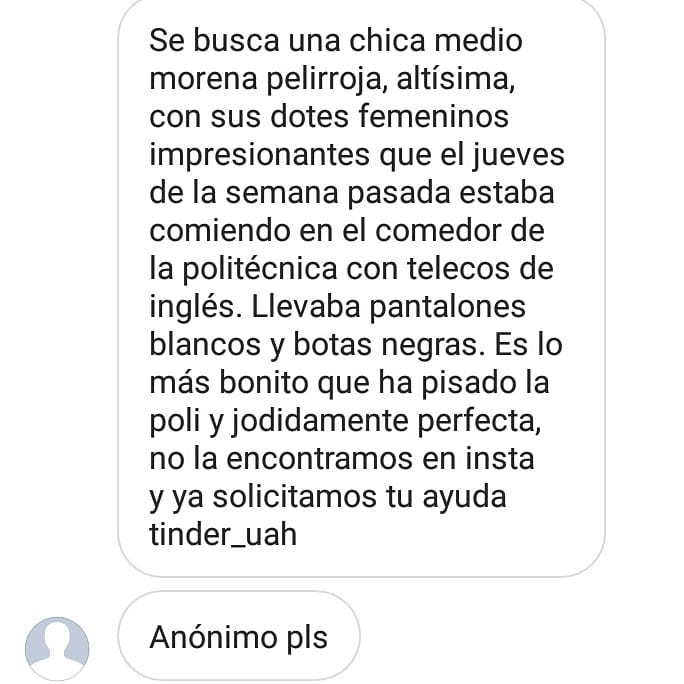 Se busca una chica medio
morena pelirroja, altísima,
con sus dotes femeninos
impresionantes que el jueves
de la semana pasada estaba
comiendo en el comedor de
la politécnica con telecos de
inglés. Llevaba pantalones
blancos y botas negras. Es lo
más bonito que ha pisado la
poli y jodidamente perfecta,
no la encontramos en insta
y ya solicitamos tu ayuda
tinder_uah
Anónimo pls